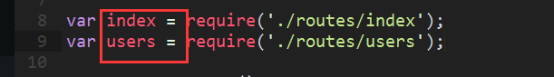 8 var index = require('./routes/index');
9 var users = require('./routes/users');
10